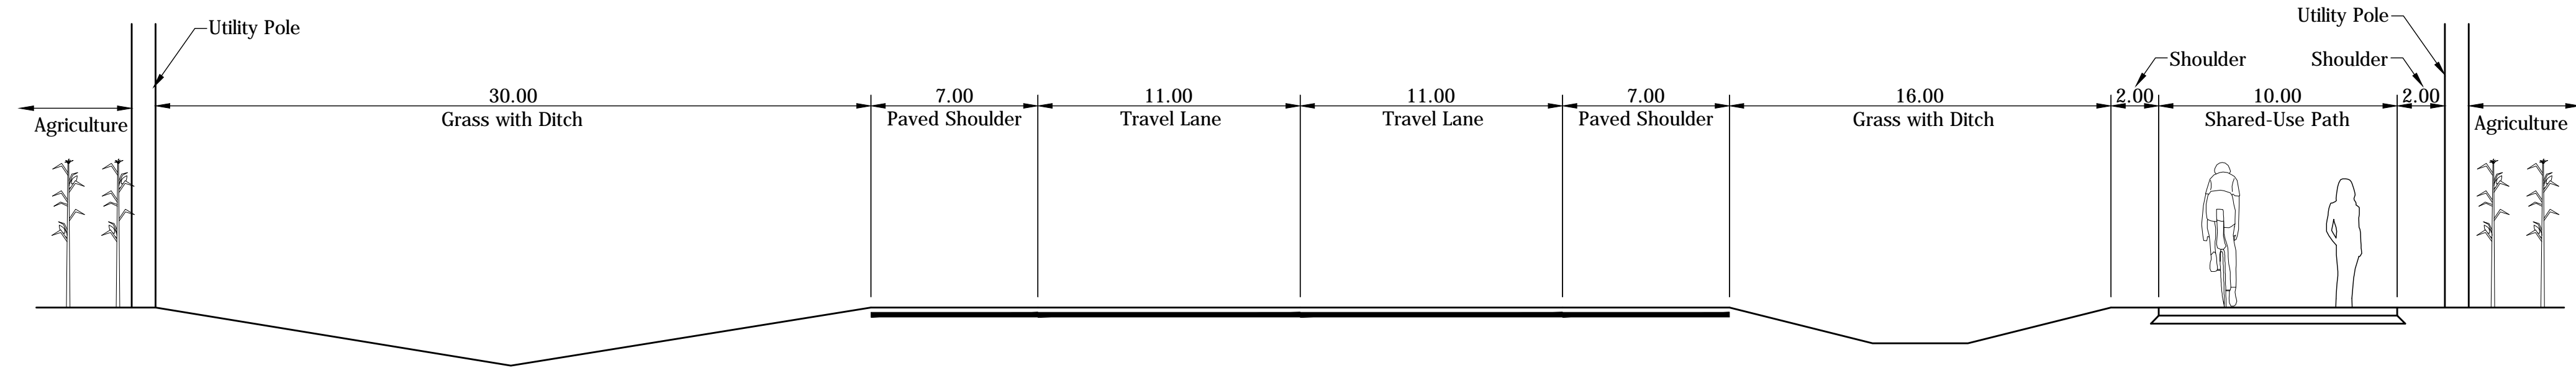 Utility Pole
Utility Pole
Shoulder
Shoulder
30.00
7.00
11.00
11.00
7.00
16.00
2.00
10.00
2.00
Agriculture
Grass with Ditch
Paved Shoulder
Travel Lane
Travel Lane
Paved Shoulder
Grass with Ditch
Shared-Use Path
Agriculture